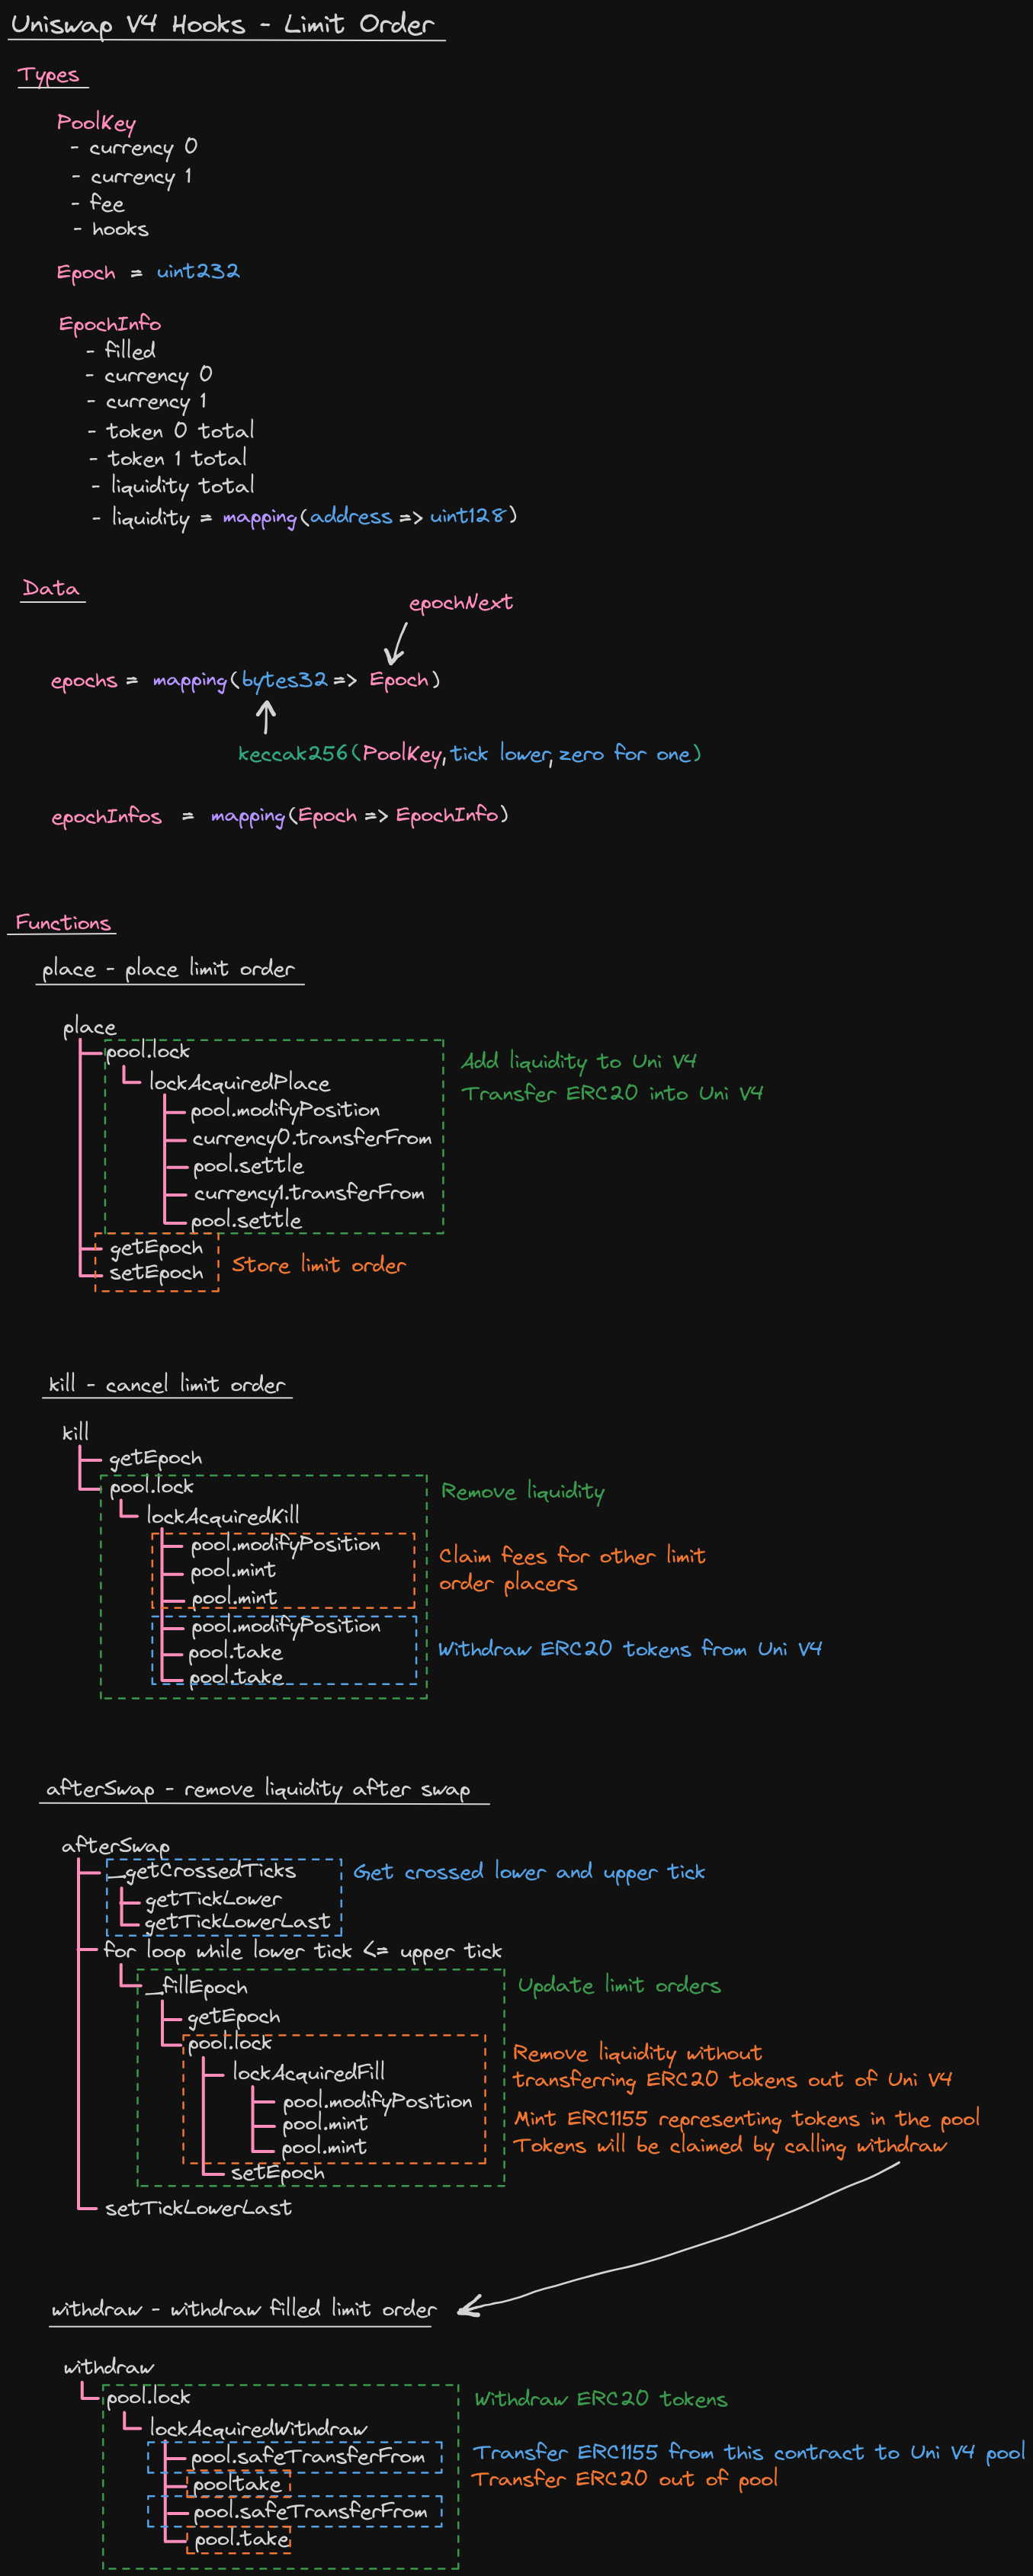 Uniswap V4 Hooks - Limit Order
Types
PoolKey
- currency 0
- currency 1
- fee
- hooks
Epoch = uint232
EpochInfo
- filled
- currency 0
- currency 1
- token 0 total
- token 1 total
- liquidity total
- liquidity = mapping(address => uint128)
Data
epochNext
epochs = mapping(bytes32 => Epoch)
keccak256(PoolKey, tick lower, zero for one)
epochInfos = mapping(Epoch => EpochInfo)
Functions
place - place limit order
place
pool.lock
Add liquidity to Uni V4
lockAcquiredPlace
Transfer ERC20 into Uni V4
pool.modifyPosition
currency0.transferFrom
pool.settle
currency1.transferFrom
pool.settle
getEpoch
Store limit order
setEpoch
kill - cancel limit order
kill
getEpoch
pool.lock
Remove liquidity
lockAcquiredKill
pool.modifyPosition
Claim fees for other limit
pool.mint
order placers
pool.mint
pool.modifyPosition
Withdraw ERC20 tokens from Uni V4
pool.take
pool.take
afterSwap - remove liquidity after swap
afterSwap
_getCrossedTicks
Get crossed lower and upper tick
getTickLower
getTickLowerLast
for loop while lower tick <= upper tick
_fillEpoch
Update limit orders
getEpoch
pool.lock
Remove liquidity without
lockAcquiredFill
transferring ERC20 tokens out of Uni V4
pool.modifyPosition
Mint ERC1155 representing tokens in the pool
pool.mint
Tokens will be claimed by calling withdraw
pool.mint
setEpoch
setTickLowerLast
withdraw - withdraw filled limit order
withdraw
pool.lock
Withdraw ERC20 tokens
lockAcquiredWithdraw
pool.safeTransferFrom
Transfer ERC1155 from this contract to Uni V4 pool
pooltake
Transfer ERC20 out of pool
pool.safeTransferFrom
pool.take